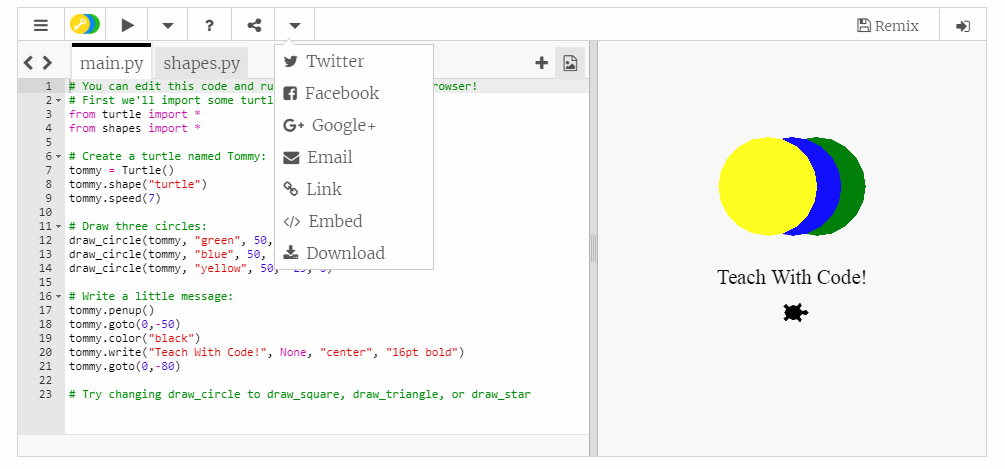 ? Remix
main.py shapes.py +
Twitter
Facebook
G+ Google+
Email
Link
</> Embed
Download
1 # You can edit this code and ru rowser!
2 # First we'll import some turtl
3 from turtle import *
4 from shapes import *
5
6 # Create a turtle named Tommy:
7 tommy = Turtle()
8 tommy.shape("turtle")
9 tommy.speed(7)
10
11 # Draw three circles:
12 draw_circle(tommy, "green", 50,
13 draw_circle(tommy, "blue", 50,
14 draw_circle(tommy, "yellow", 50,
15
16 # Write a little message:
17 tommy.penup()
18 tommy.goto(0,-50)
19 tommy.color("black")
20 tommy.write("Teach With Code!", None, "center", "16pt bold")
21 tommy.goto(0,-80)
22
23 # Try changing draw_circle to draw_square, draw_triangle, or draw_star
Teach With Code!